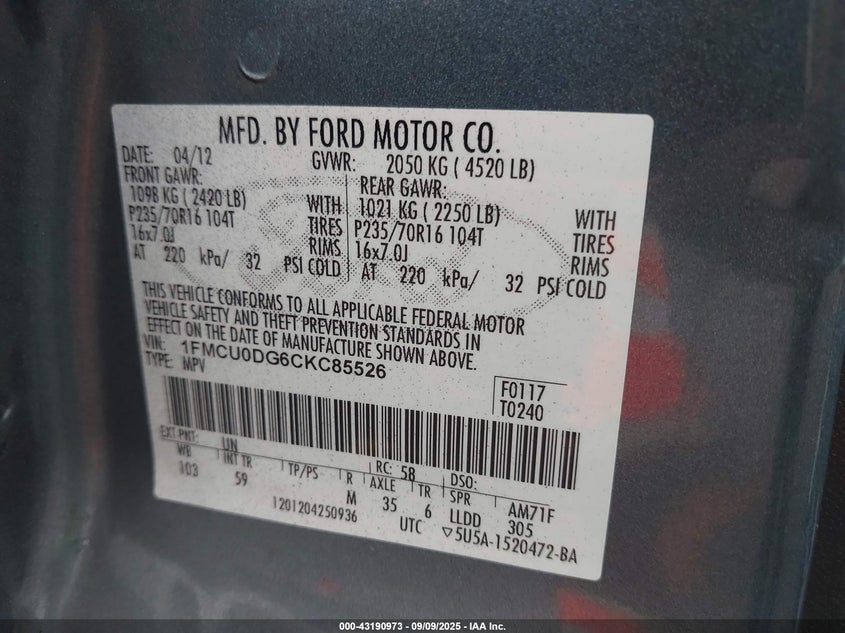 MFD. BY FORD MOTOR CO.
DATE: 04/12 GVWR: 2050 KG ( 4520 LB)
FRONT GAWR: REAR GAWR:
1098 KG ( 2420 LB) WITH 1021 KG ( 2250 LB) WITH
P235/70R16 104T TIRES P235/70R16 104T TIRES
16x7.0J RIMS 16x7.0J RIMS
AT 220 kPa/ 32 PSI COLD AT 220 kPa/ 32 PSI COLD
THIS VEHICLE CONFORMS TO ALL APPLICABLE FEDERAL MOTOR
VEHICLE SAFETY AND THEFT PREVENTION STANDARDS IN
EFFECT ON THE DATE OF MANUFACTURE SHOWN ABOVE.
VIN: 1FMCU0DG6CKC85526
TYPE: MPV
F0117
T0240
EXT PNT: UN RC: 58 DSO:
WB INT TR TP/PS R AXLE TR SPR AM71F
103 59 M 35 6 LLDD 305
1201204250936 UTC ▽5U5A-1520472-BA
000-43190973 - 09/09/2025 - IAA Inc.